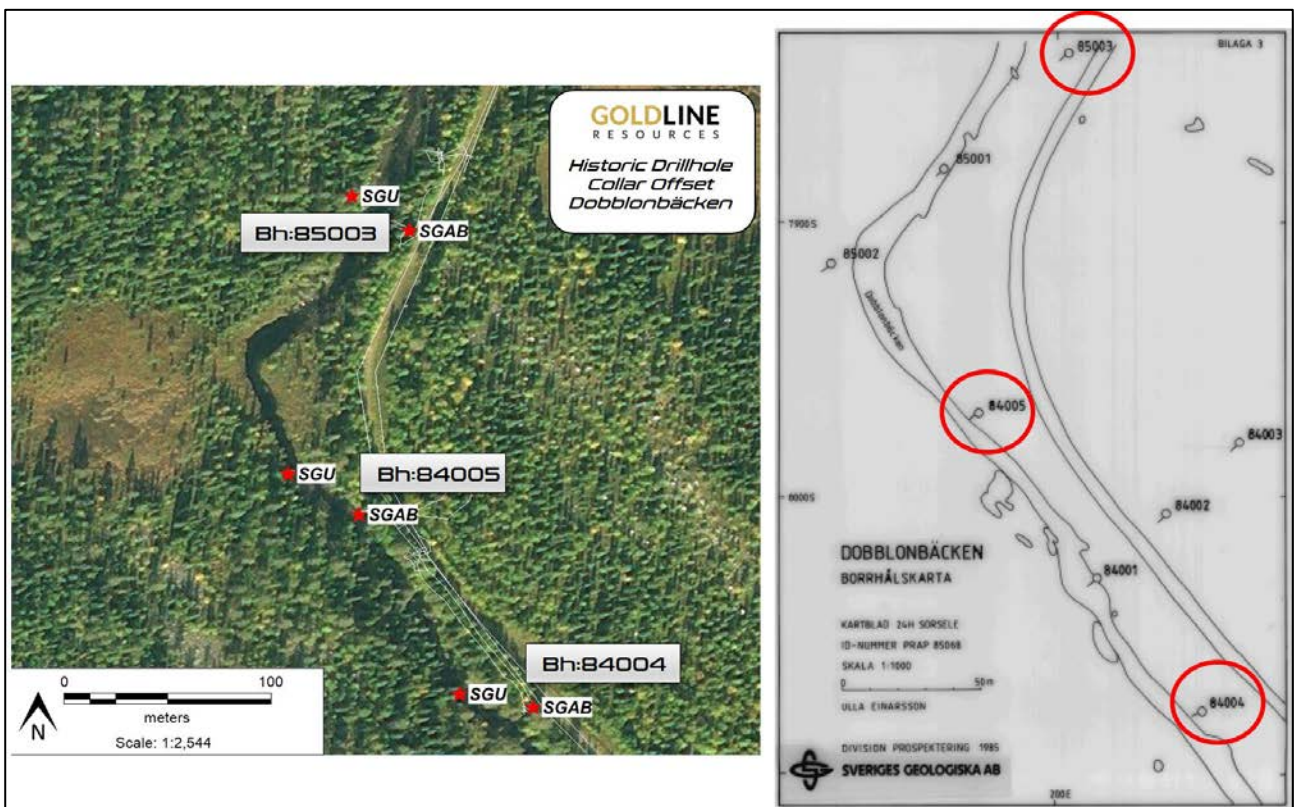 GOLDLINE
RESOURCES
Historic Drillhole
Collar Offset
Dobblonbäcken
SGU
Bh:85003
SGAB
Bh:84005
SGU
SGAB
Bh:84004
SGU
SGAB
0 100
meters
Scale: 1:2,544
N
85003
BILAGA 3
85001
7900S
85002
Dobblonbäcken
84005
84003
8000S
84002
DOBBLONBÄCKEN
BORRHÅLSKARTA
84001
KARTBLAD 24H SORSELE
ID-NUMMER PRAP 85068
SKALA 1:1000
0 50m
ULLA EINARSSON
84004
DIVISION PROSPEKTERING 1985
SVERIGES GEOLOGISKA AB
200E